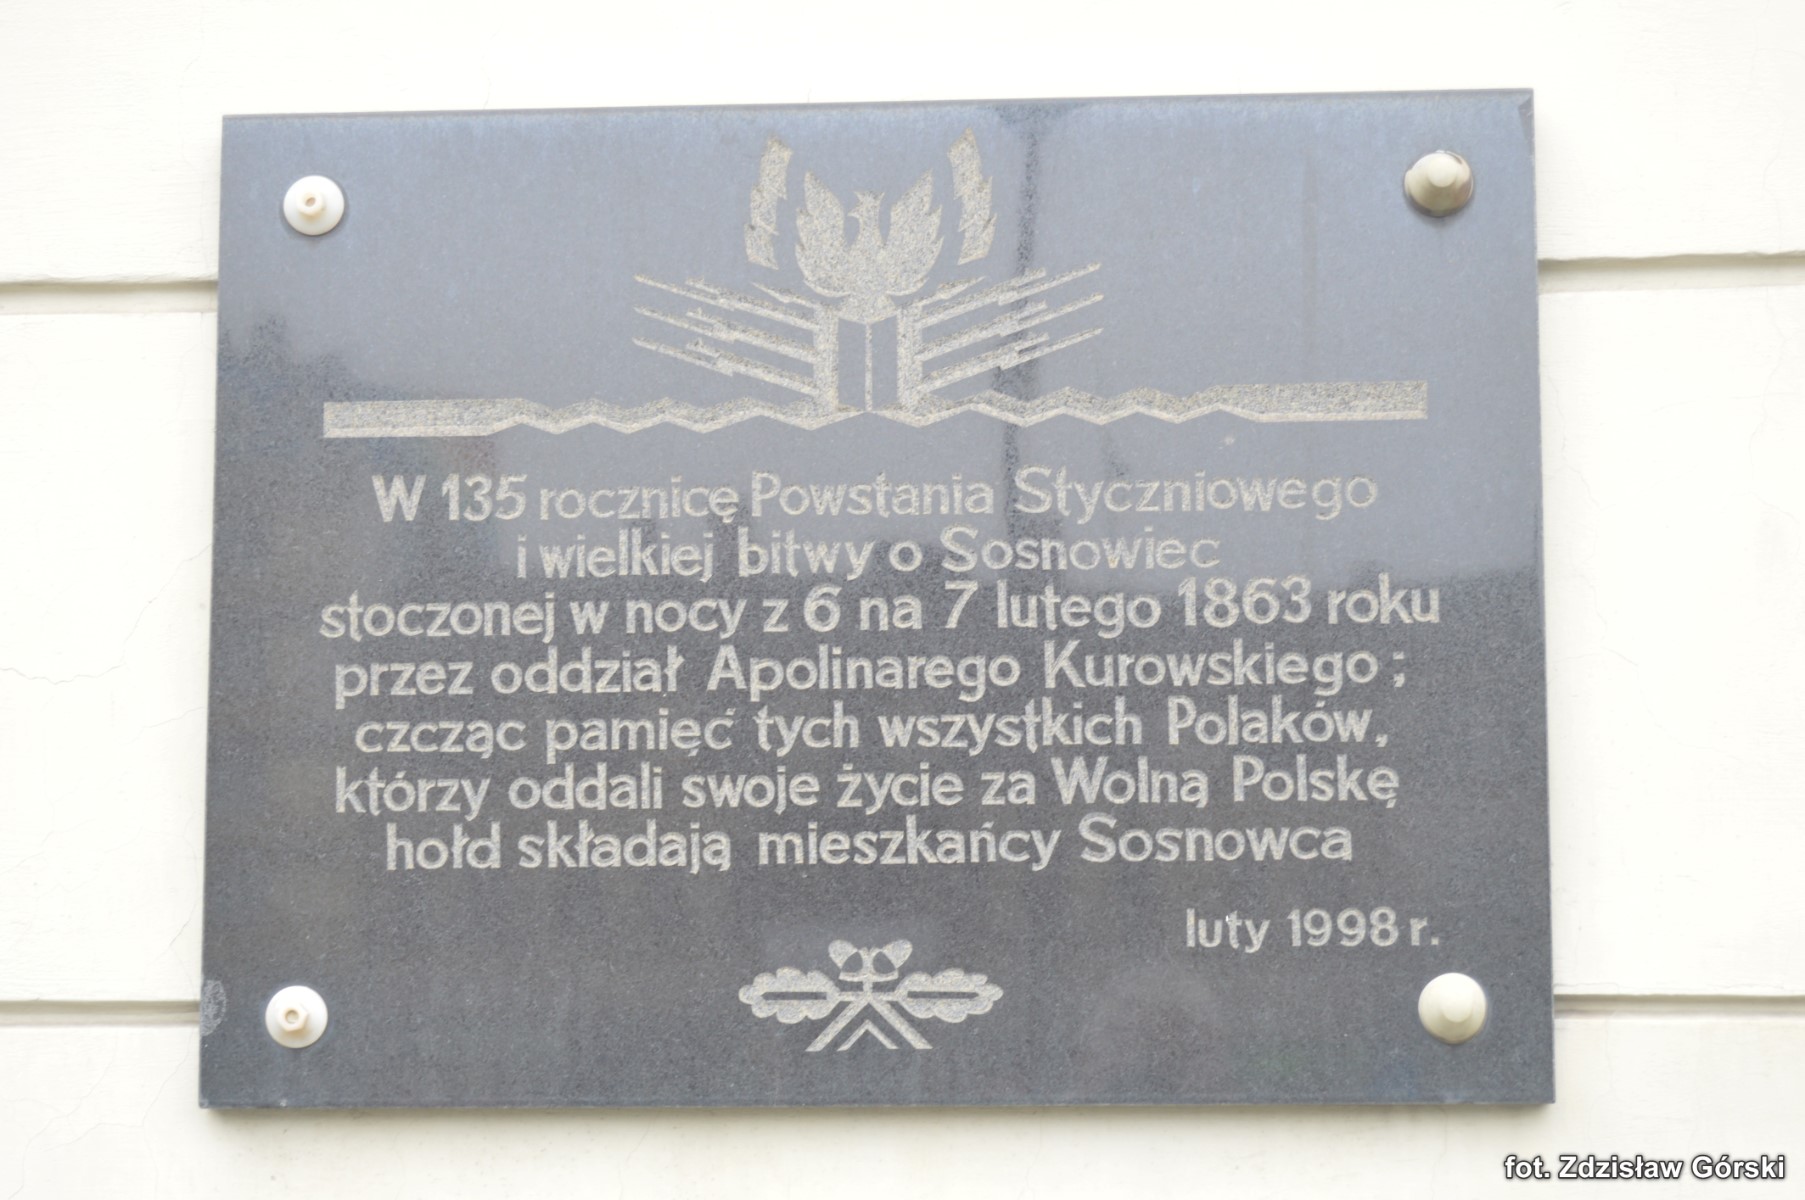 W 135 rocznicę Powstania Styczniowego
i wielkiej bitwy o Sosnowiec
stoczonej w nocy z 6 na 7 lutego 1863 roku
przez oddział Apolinarego Kurowskiego ;
czcząc pamięć tych wszystkich Polaków,
którzy oddali swoje życie za Wolną Polskę
hołd składają mieszkańcy Sosnowca
luty 1998 r.
fot. Zdzisław Górski